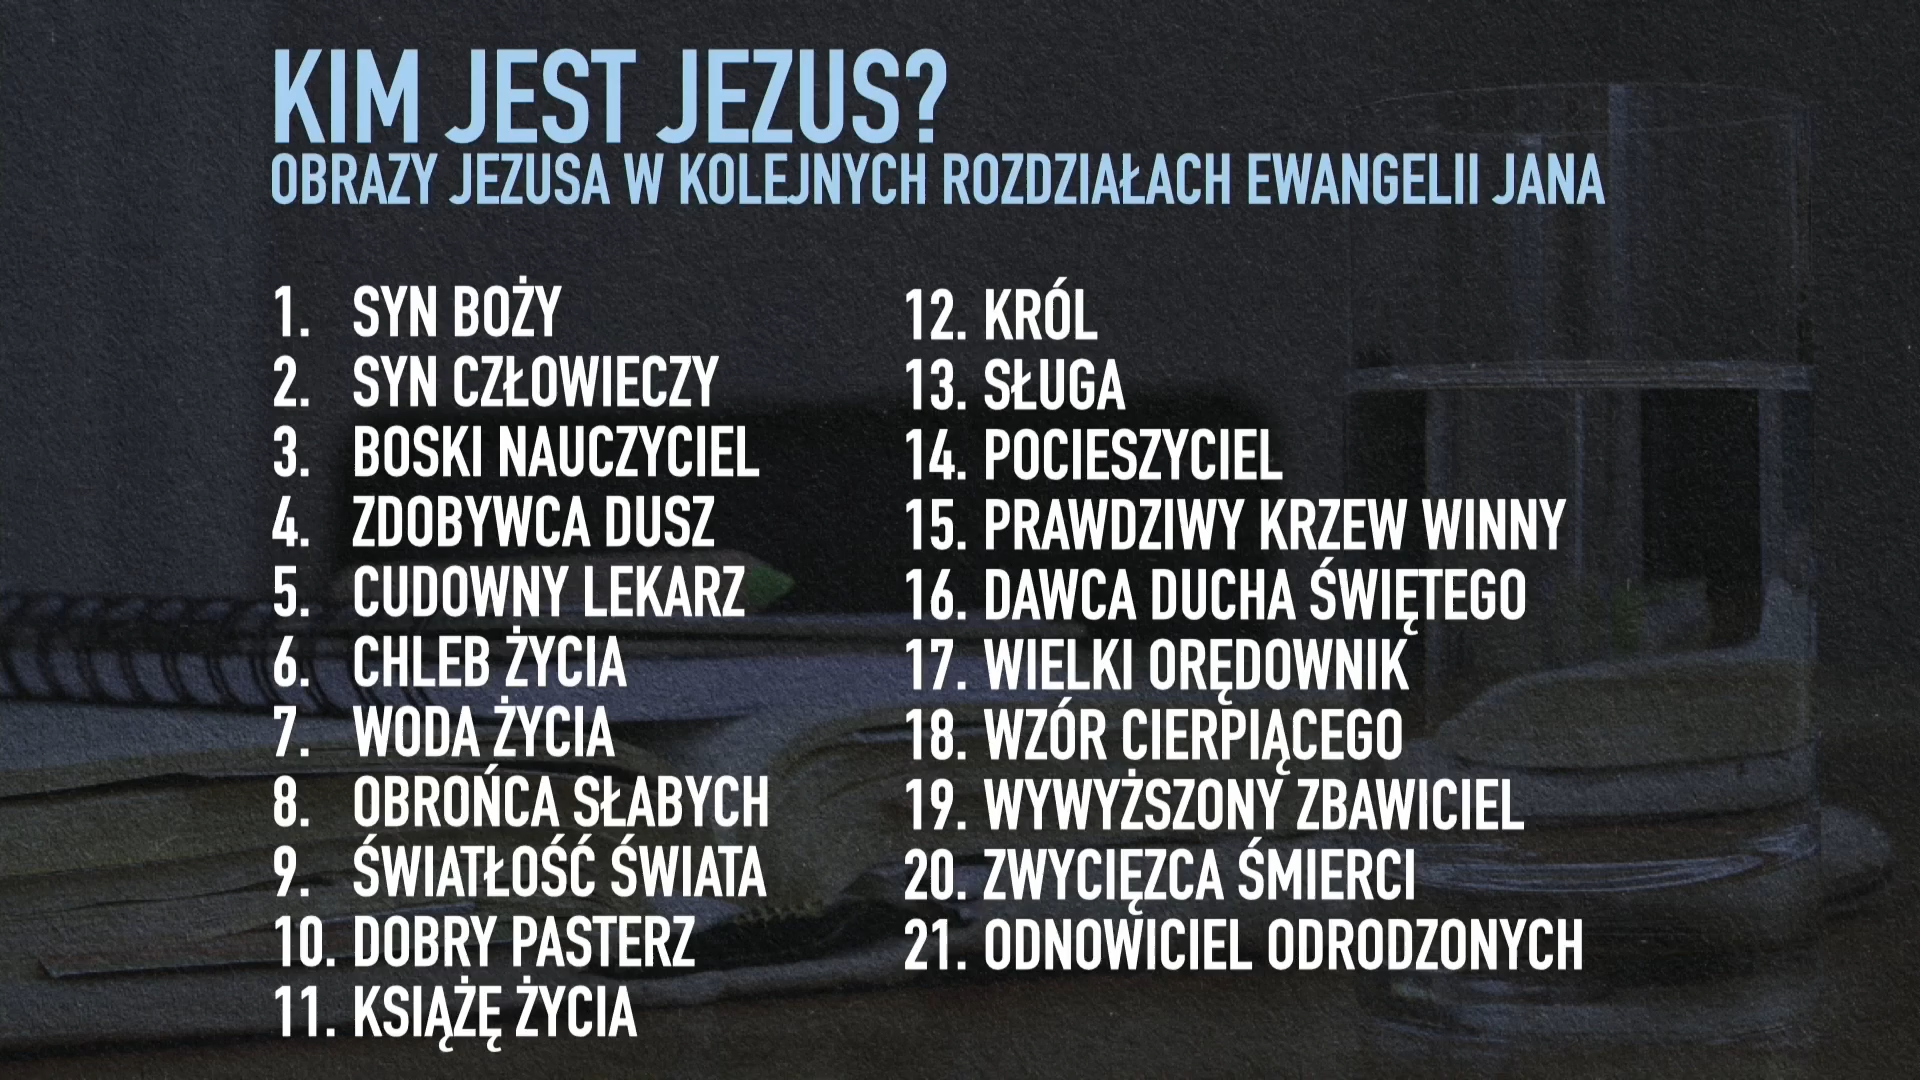 KIM JEST JEZUS?
OBRAZY JEZUSA W KOLEJNYCH ROZDZIAŁACH EWANGELII JANA
1. SYN BOŻY
2. SYN CZŁOWIECZY
3. BOSKI NAUCZYCIEL
4. ZDOBYWCA DUSZ
5. CUDOWNY LEKARZ
6. CHLEB ŻYCIA
7. WODA ŻYCIA
8. OBROŃCA SŁABYCH
9. ŚWIATŁOŚĆ ŚWIATA
10. DOBRY PASTERZ
11. KSIĄŻĘ ŻYCIA
12. KRÓL
13. SŁUGA
14. POCIESZYCIEL
15. PRAWDZIWY KRZEW WINNY
16. DAWCA DUCHA ŚWIĘTEGO
17. WIELKI ORĘDOWNIK
18. WZÓR CIERPIĄCEGO
19. WYWYŻSZONY ZBAWICIEL
20. ZWYCIĘZCA ŚMIERCI
21. ODNOWICIEL ODRODZONYCH